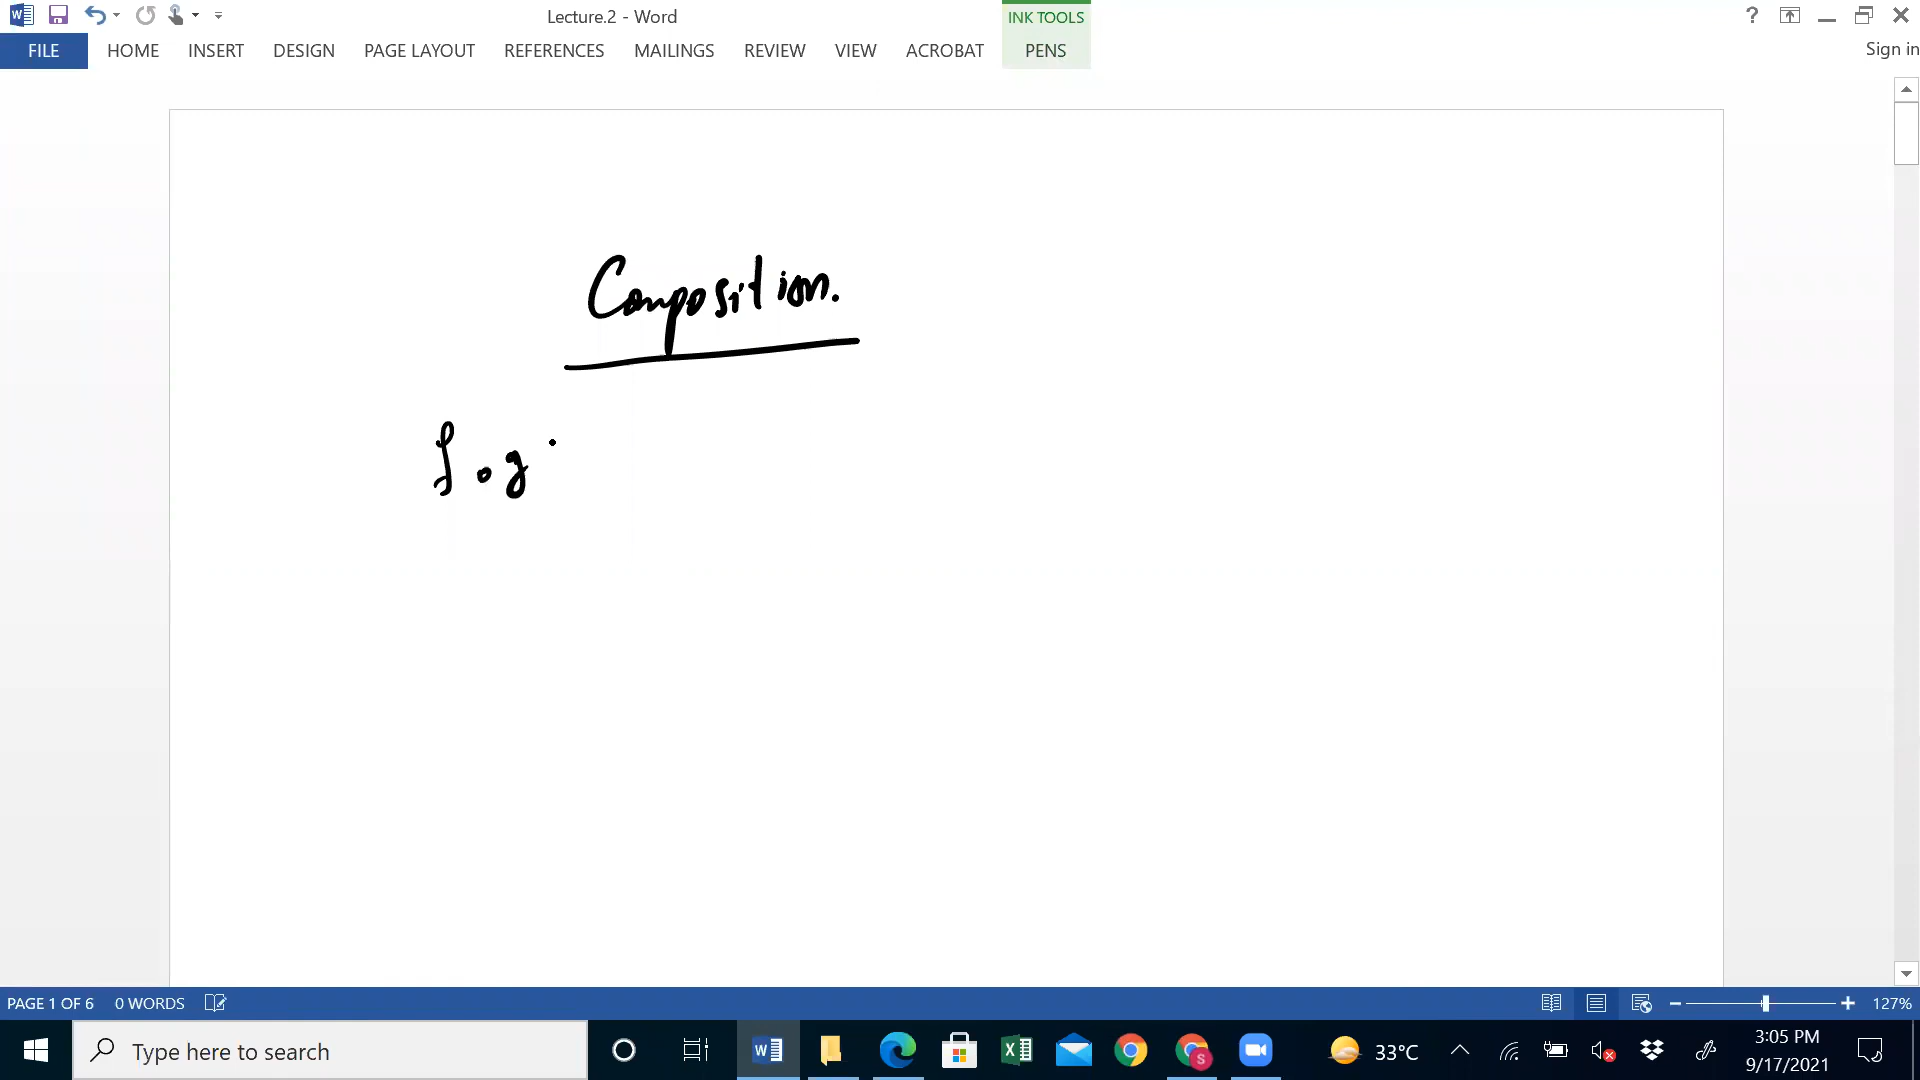 Lecture.2 - Word
INK TOOLS
FILE HOME INSERT DESIGN PAGE LAYOUT REFERENCES MAILINGS REVIEW VIEW ACROBAT PENS
Sign in
Composition.
f o g
PAGE 1 OF 6 0 WORDS 127%
Type here to search
33°C
3:05 PM
9/17/2021